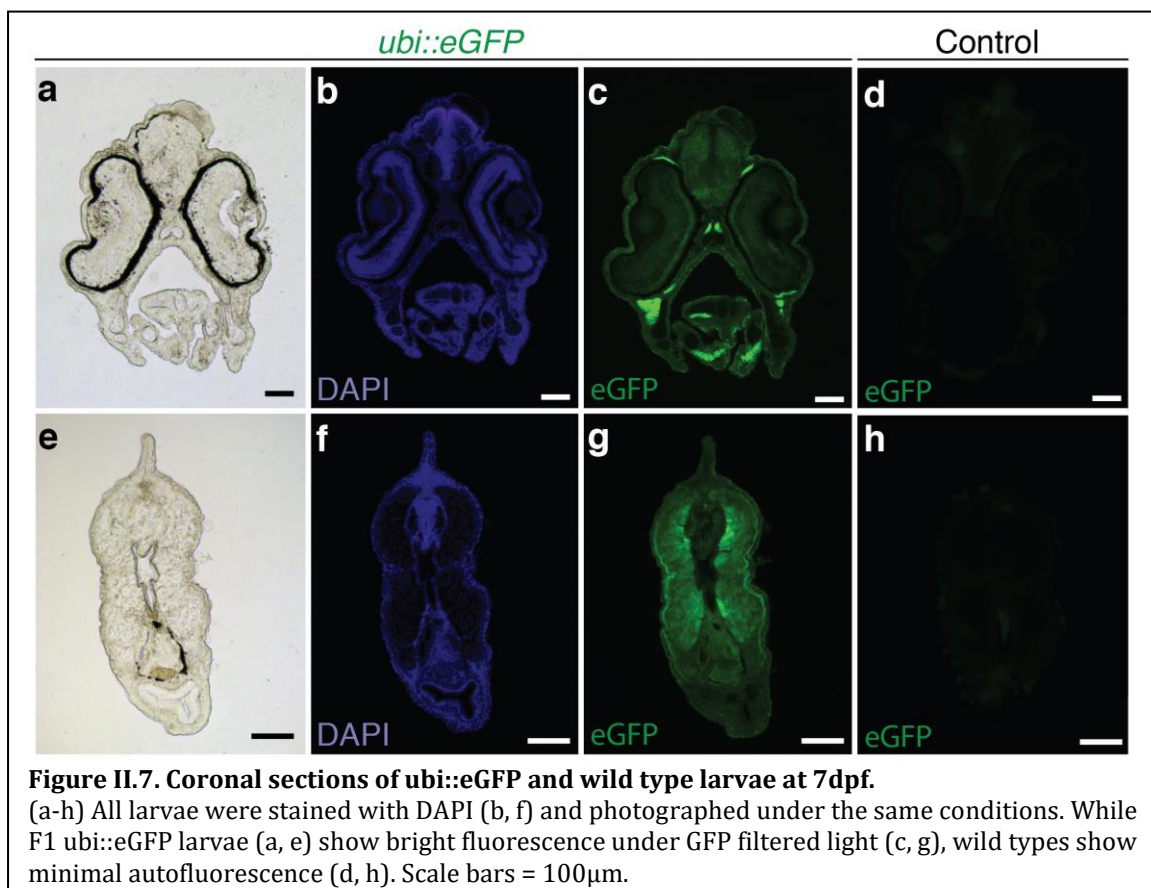 ubi::eGFP Control
a b c d
DAPI eGFP eGFP
e f g h
DAPI eGFP eGFP
Figure II.7. Coronal sections of ubi::eGFP and wild type larvae at 7dpf.
(a-h) All larvae were stained with DAPI (b, f) and photographed under the same conditions. While
F1 ubi::eGFP larvae (a, e) show bright fluorescence under GFP filtered light (c, g), wild types show
minimal autofluorescence (d, h). Scale bars = 100μm.